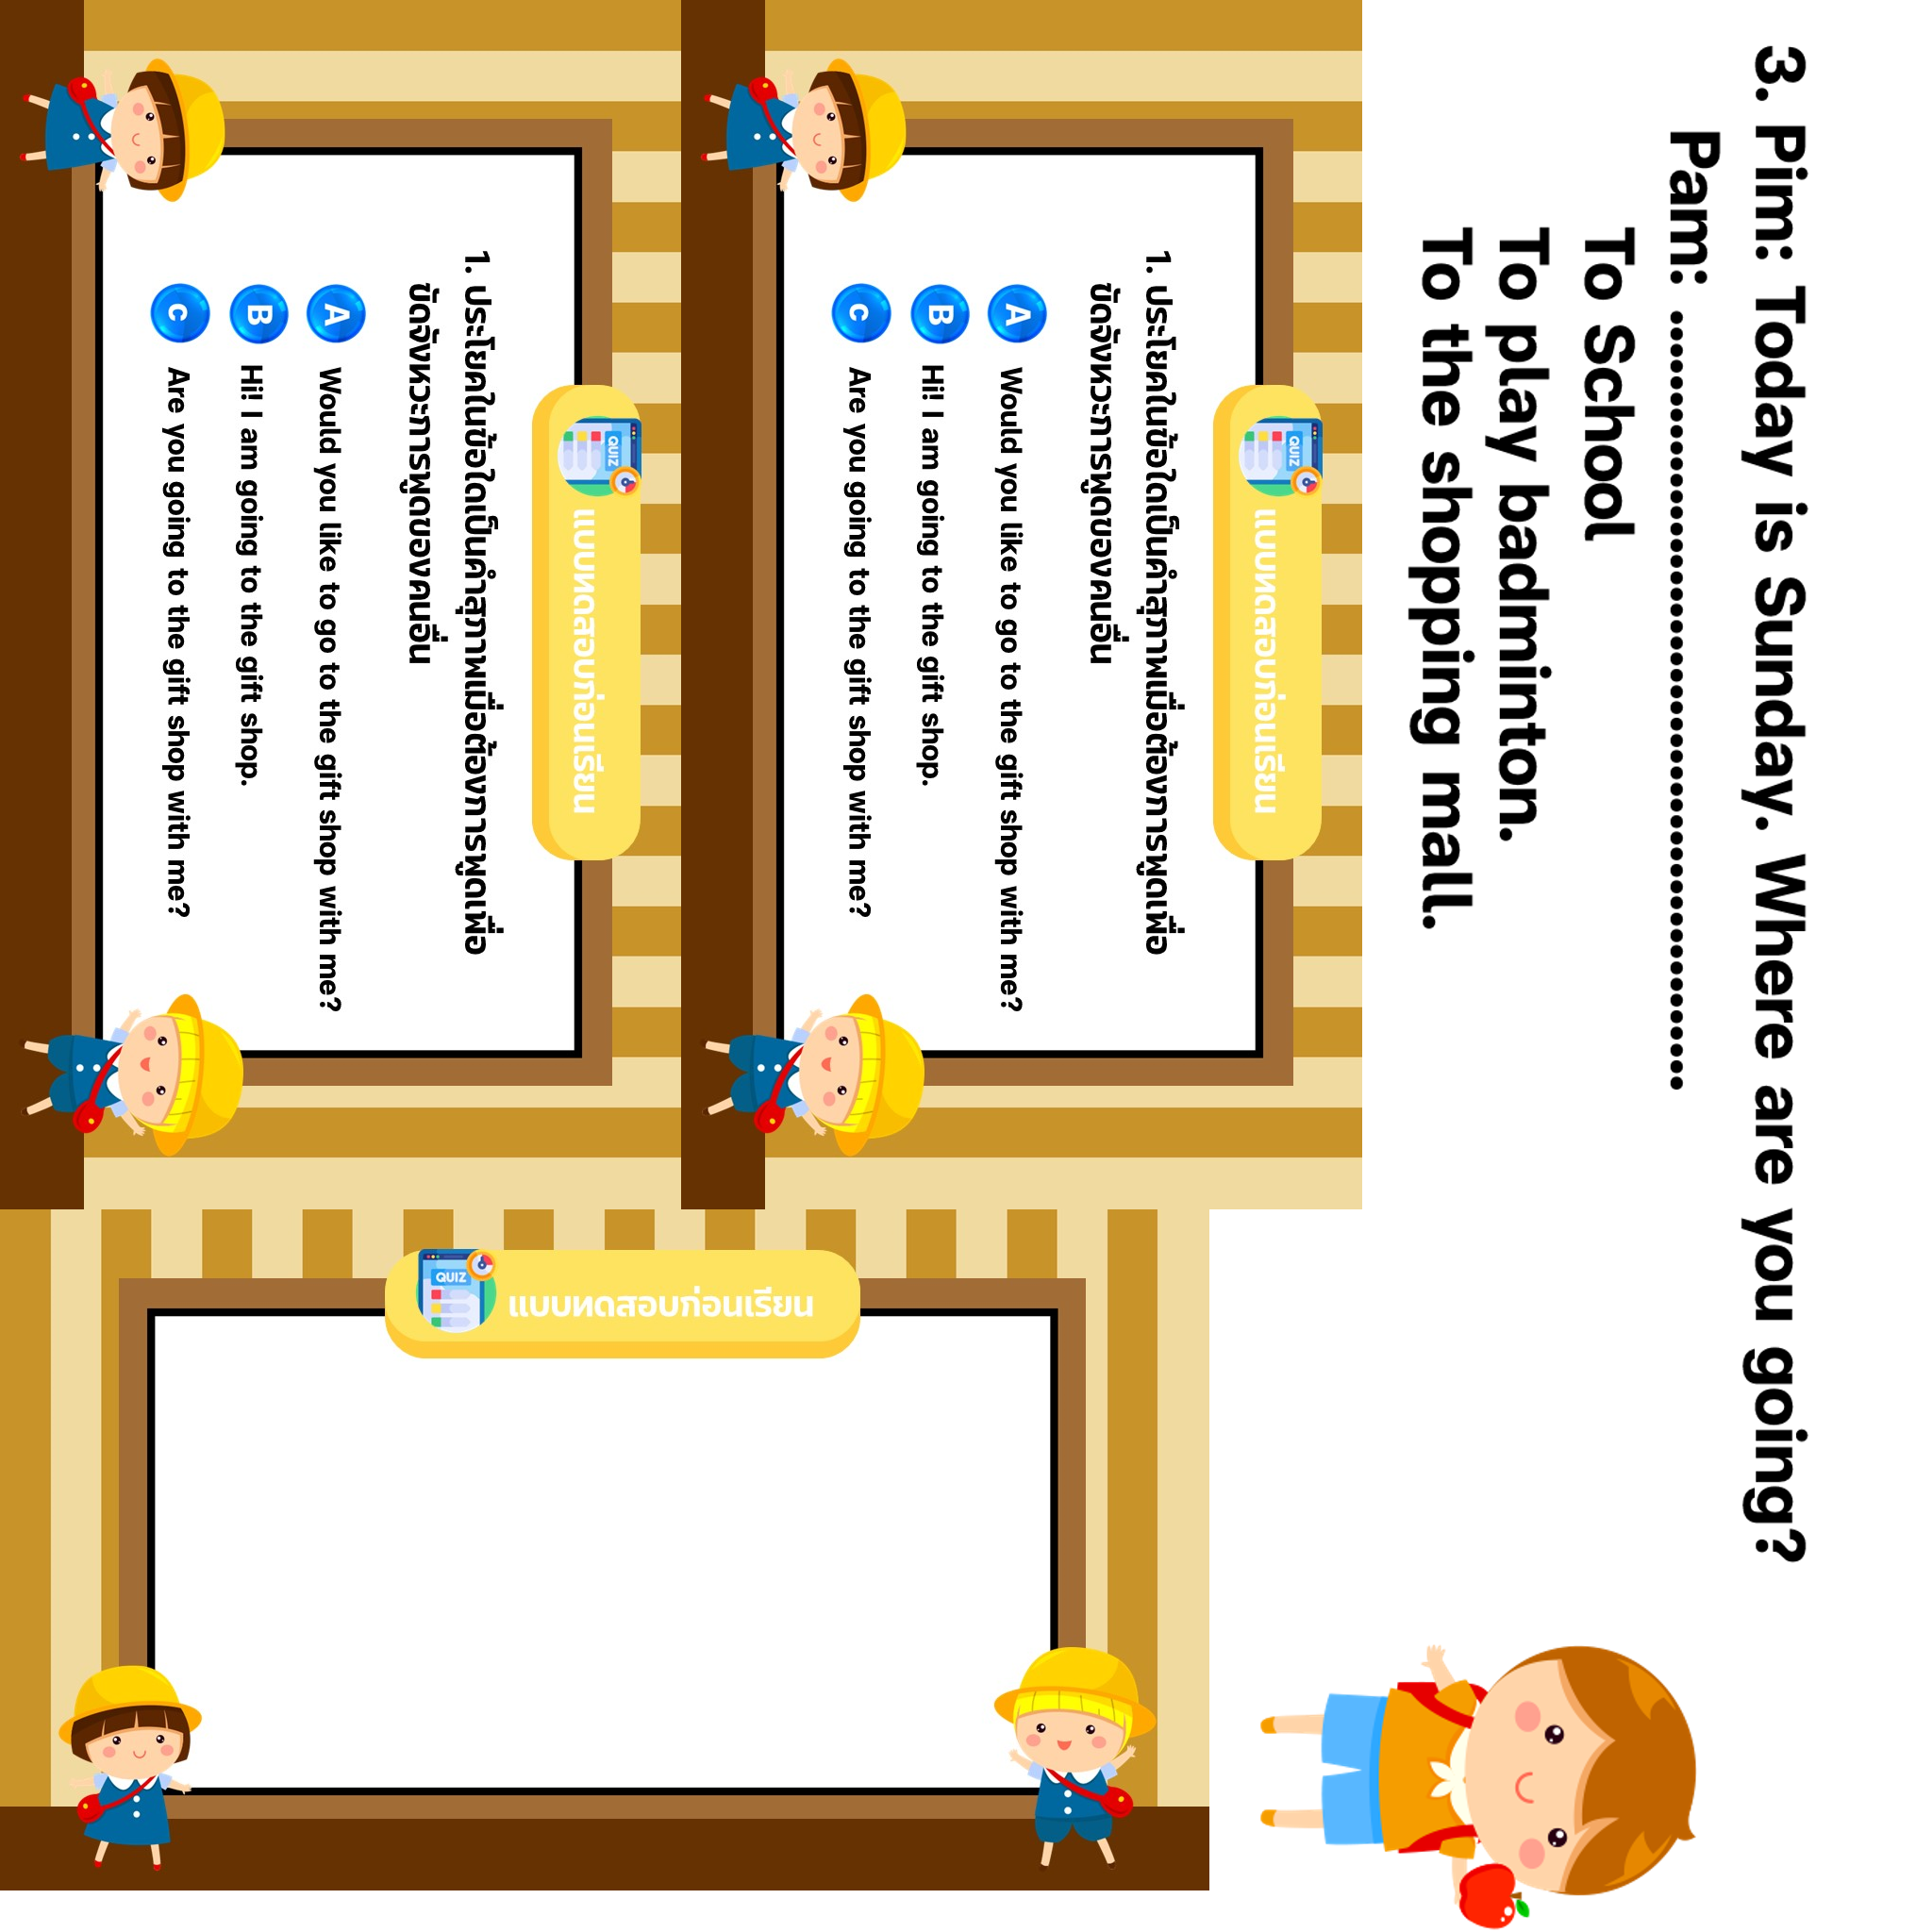 3. Pim: Today is Sunday. Where are you going?
Pam: ......................................................
To School
To play badminton.
To the shopping mall.
QUIZ
แบบทดสอบก่อนเรียน
1. ประโยคในข้อใดเป็นคำสุภาพเมื่อต้องการพูดเพื่อ
ขัดจังหวะการพูดของคนอื่น
A Would you like to go to the gift shop with me?
B Hi! I am going to the gift shop.
C Are you going to the gift shop with me?
QUIZ
แบบทดสอบก่อนเรียน
1. ประโยคในข้อใดเป็นคำสุภาพเมื่อต้องการพูดเพื่อ
ขัดจังหวะการพูดของคนอื่น
A Would you like to go to the gift shop with me?
B Hi! I am going to the gift shop.
C Are you going to the gift shop with me?
QUIZ
แบบทดสอบก่อนเรียน